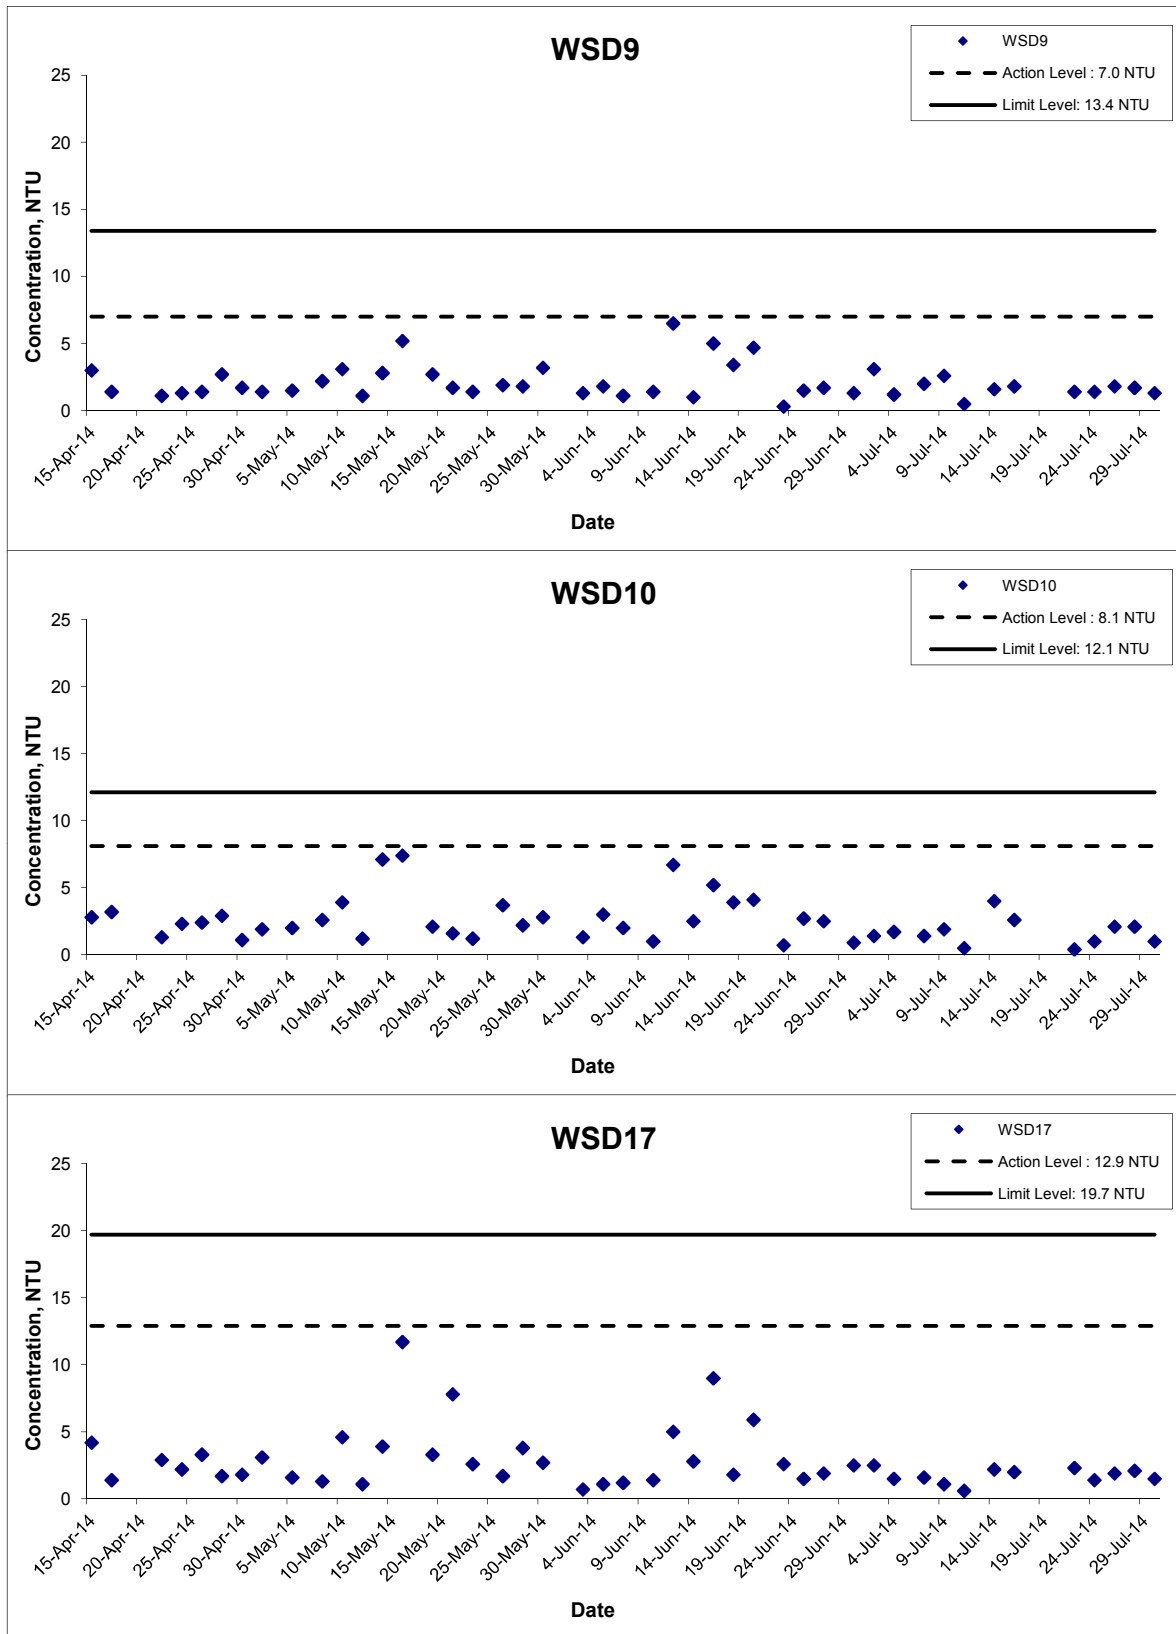 WSD9
WSD9
Action Level : 7.0 NTU
Limit Level: 13.4 NTU
Concentration, NTU
25
20
15
10
5
0
15-Apr-14
20-Apr-14
25-Apr-14
30-Apr-14
5-May-14
10-May-14
15-May-14
20-May-14
25-May-14
30-May-14
4-Jun-14
9-Jun-14
14-Jun-14
19-Jun-14
24-Jun-14
29-Jun-14
4-Jul-14
9-Jul-14
14-Jul-14
19-Jul-14
24-Jul-14
29-Jul-14
Date
WSD10
WSD10
Action Level : 8.1 NTU
Limit Level: 12.1 NTU
Concentration, NTU
25
20
15
10
5
0
15-Apr-14
20-Apr-14
25-Apr-14
30-Apr-14
5-May-14
10-May-14
15-May-14
20-May-14
25-May-14
30-May-14
4-Jun-14
9-Jun-14
14-Jun-14
19-Jun-14
24-Jun-14
29-Jun-14
4-Jul-14
9-Jul-14
14-Jul-14
19-Jul-14
24-Jul-14
29-Jul-14
Date
WSD17
WSD17
Action Level : 12.9 NTU
Limit Level: 19.7 NTU
Concentration, NTU
25
20
15
10
5
0
15-Apr-14
20-Apr-14
25-Apr-14
30-Apr-14
5-May-14
10-May-14
15-May-14
20-May-14
25-May-14
30-May-14
4-Jun-14
9-Jun-14
14-Jun-14
19-Jun-14
24-Jun-14
29-Jun-14
4-Jul-14
9-Jul-14
14-Jul-14
19-Jul-14
24-Jul-14
29-Jul-14
Date